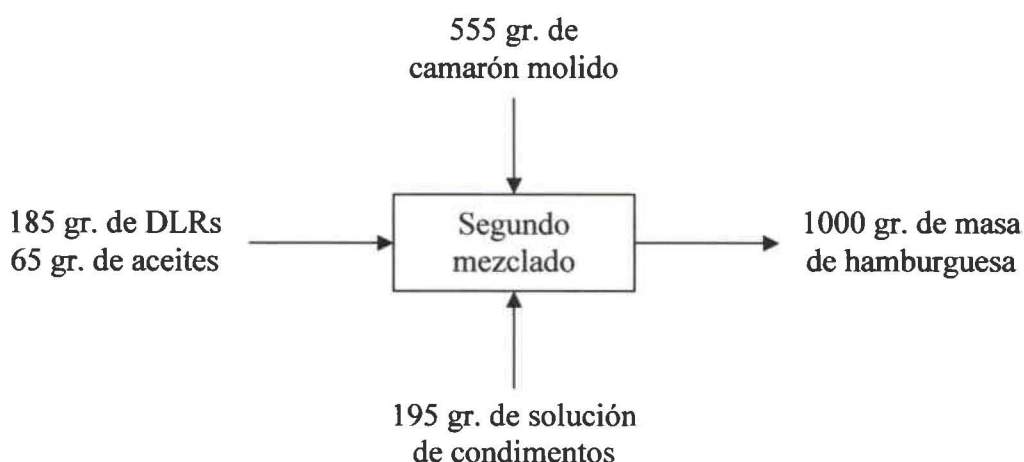 555 gr. de
camarón molido
185 gr. de DLRs
65 gr. de aceites
Segundo
mezclado
1000 gr. de masa
de hamburguesa
195 gr. de solución
de condimentos